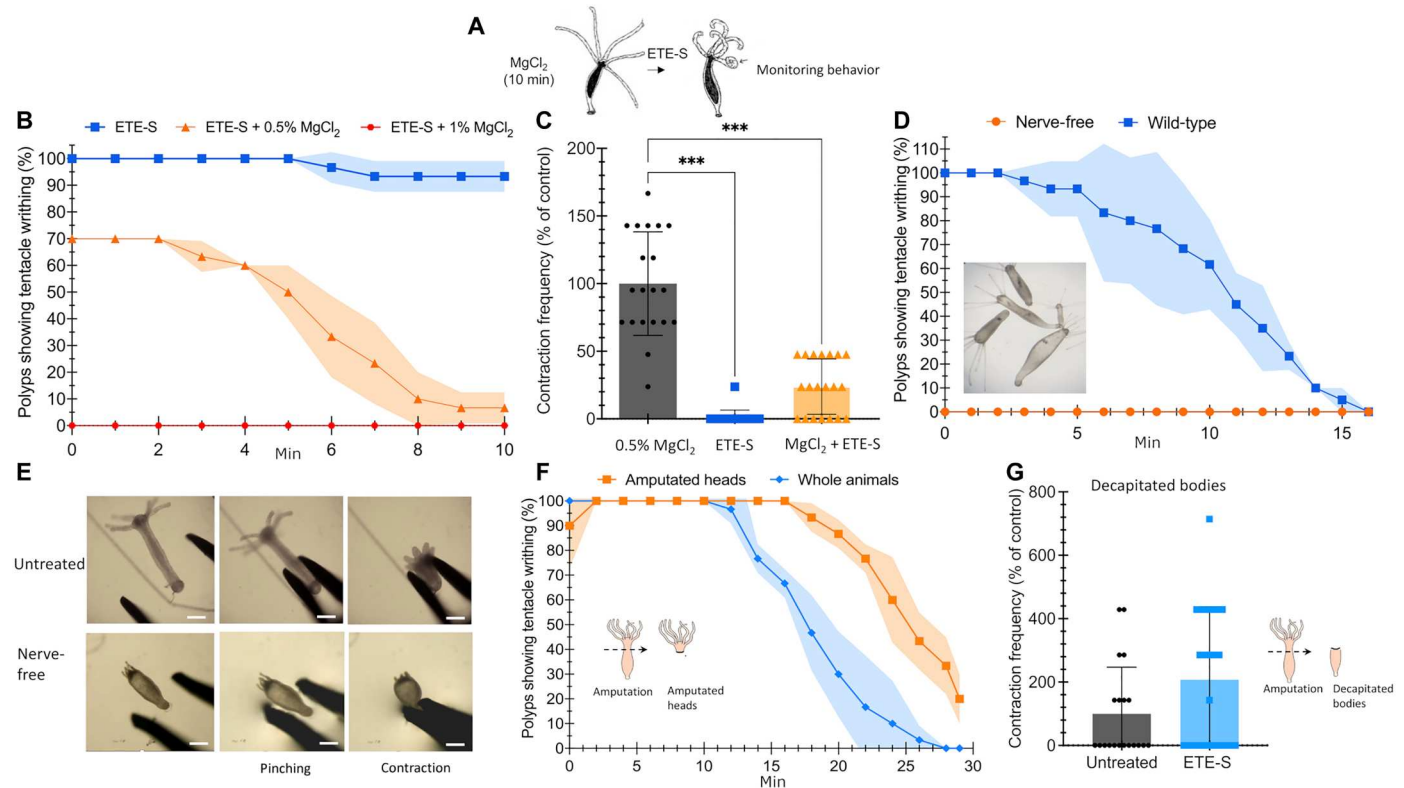 A
MgCl2
(10 min)
ETE-S
Monitoring behavior
B
ETE-S
ETE-S + 0.5% MgCl2
ETE-S + 1% MgCl2
Polyps showing tentacle writhing (%)
100
90
80
70
60
50
40
30
20
10
0
0 2 4 6 8 10
Min
C
Contraction frequency (% of control)
200
150
100
50
0
***
***
0.5% MgCl2
ETE-S
MgCl2 + ETE-S
D
Nerve-free
Wild-type
Polyps showing tentacle writhing (%)
110
100
90
80
70
60
50
40
30
20
10
0
0 5 10 15
Min
E
Untreated
Nerve-
free
Pinching
Contraction
F
Amputated heads
Whole animals
Polyps showing tentacle writhing (%)
100
90
80
70
60
50
40
30
20
10
0
Amputation
Amputated
heads
0 5 10 15 20 25 30
Min
G
Decapitated bodies
Contraction frequency (% of control)
800
600
400
200
0
Untreated
ETE-S
Amputation
Decapitated
bodies